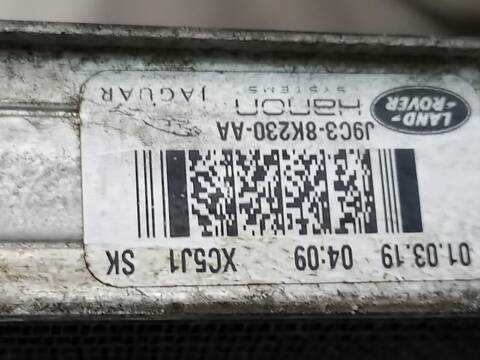 LAND-
ROVER
Hanon
SYSTEMS
JAGUAR
J9C3-8K230-AA
01.03.19 04:09 XC5J1 SK